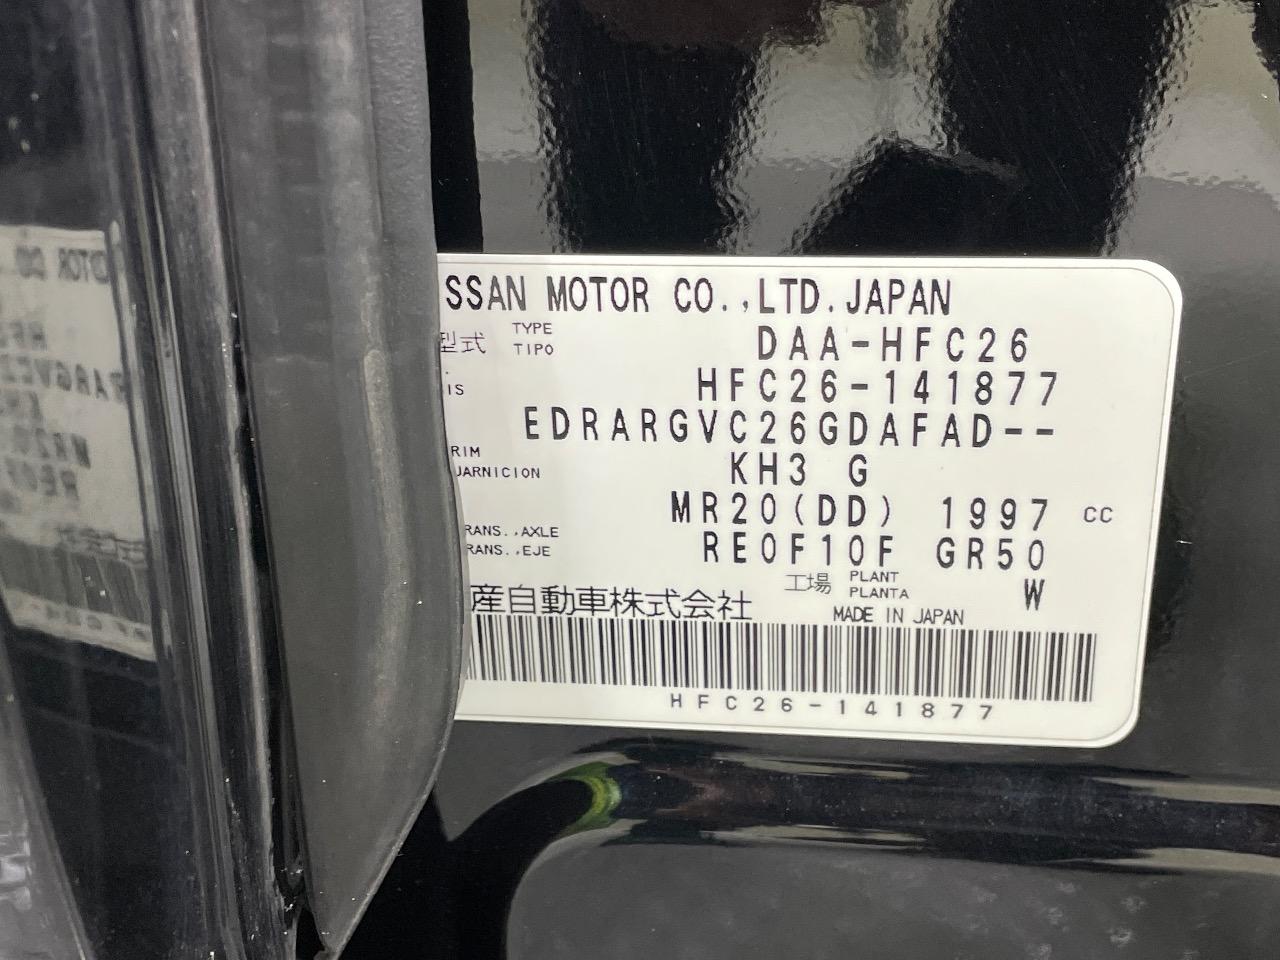 SSAN MOTOR CO.,LTD.JAPAN
型式 TYPE TIPO DAA-HFC26
IS HFC26-141877
EDRARGVC26GDAFAD--
RIM
JARNICION KH3 G
MR20(DD) 1997 CC
RANS.,AXLE
RANS.,EJE RE0F10F GR50
工場 PLANT PLANTA W
産自動車株式会社 MADE IN JAPAN
HFC26-141877